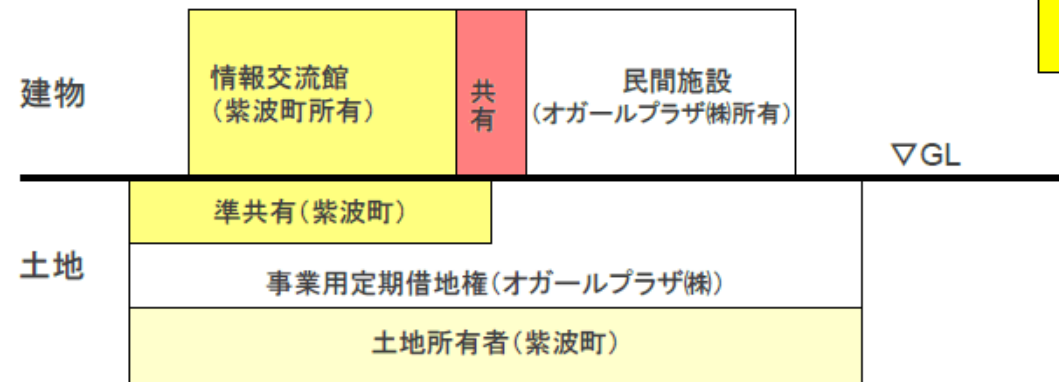 建物
情報交流館
(紫波町所有)
共有
民間施設
(オガールプラザ㈱所有)
▽GL
準共有(紫波町)
土地
事業用定期借地権(オガールプラザ㈱)
土地所有者(紫波町)